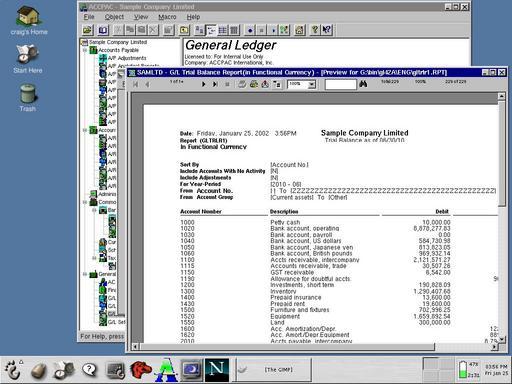 craig's Home
Start Here
Trash
ACCPAC - Sample Company Limited
File Object View Macro Help
Sample Company Limited
Accounts Payable
A/P Adjustments
General Ledger
Licensed to: For Internal Use Only
Company: ACCPAC International, Inc.
SAMLTD - G/L Trial Balance Report(in Functional Currency) - [Preview for G:\bin\gl42A\ENG\gltrlr1.RPT]
1 of 1+
100%
Total:229
100%
229 of 229
Date: Friday, January 25, 2002 3:56PM
Report (GLTRLR1)
In Functional Currency
Sample Company Limited
Trial Balance as of 06/30/10
Sort By [Account No.]
Include Accounts With No Activity [N]
Include Adjustments [N]
For Year-Period [2010 - 06]
From Account No. [ ] To [ZZZZZZZZZZZZZZZZZZZZZZZZZZZZZZZZZZZZZZZZ
From Account Group [Current assets] To [Other]
Account Number Description Debit
1000 Petty cash 10,000.00
1020 Bank account, operating 8,878,277.83
1030 Bank account, payroll 0.00
1040 Bank account, US dollars 584,730.98
1050 Bank account, Japanese yen 813,823.05
1060 Bank account, British pounds 969,932.14
1100 Accts receivable, intercompany 2,121,571.27
1115 Accounts receivable, trade 30,507.26
1150 GST receivable 6,542.00
1190 Allowance for doubtful accts
1200 Investments, short term 190,828.09
1300 Inventory 1,290,407.68
1400 Prepaid insurance 13,600.00
1410 Prepaid rent 19,600.00
1500 Furniture and fixtures 702,996.25
1520 Equipment 1,659,892.54
1550 Land 300,000.00
1600 Acc. Amortization/Depr.
1620 Acc. Amort/Depr.Equipment
2010 Accts payable, intercompany
For Help, press
[The GIMP]
47%
2:31
03:56 PM
Fri Jan 25